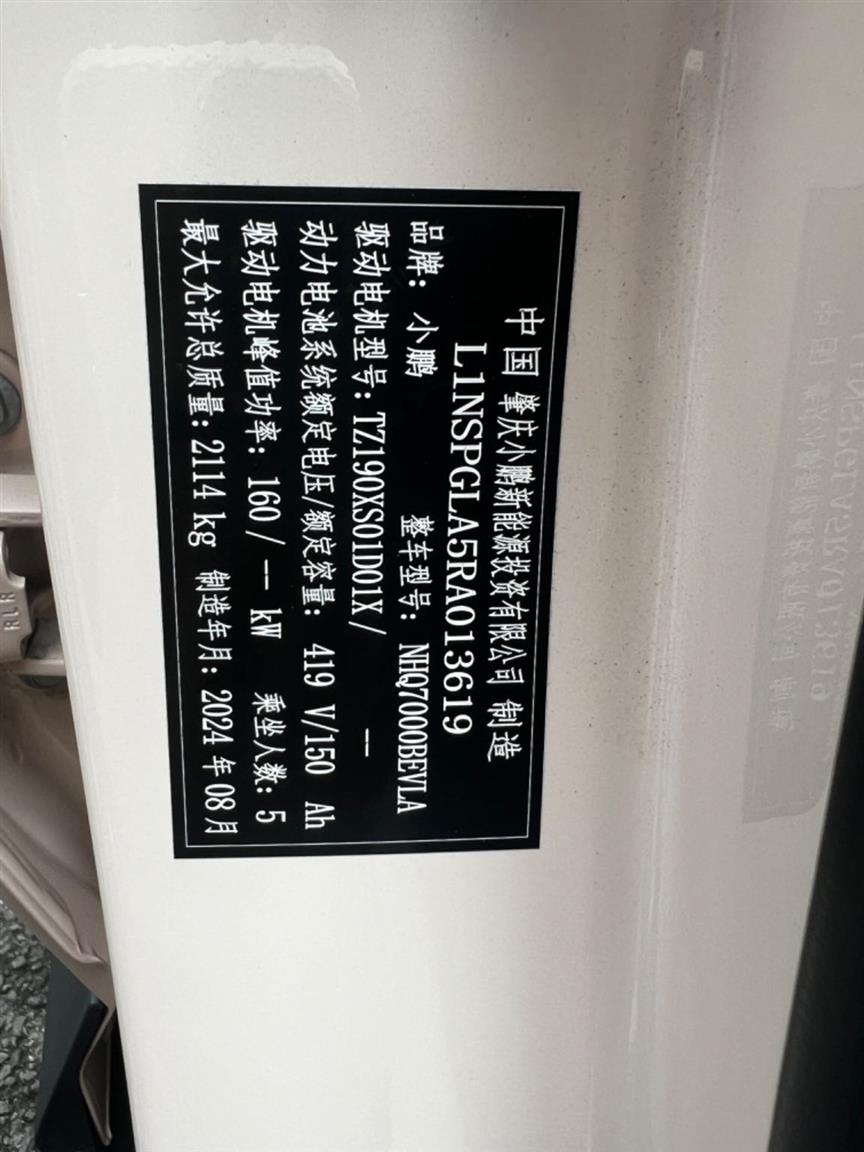 中国 肇庆小鹏新能源投资有限公司 制造
L1NSPGLA5RA013619
品牌: 小鹏 整车型号: NHQ7000BEVLA
驱动电机型号: TZ190XS01D01X/ --
动力电池系统额定电压/额定容量: 419 V/150 Ah
驱动电机峰值功率: 160 / -- kW 乘坐人数: 5
最大允许总质量: 2114 kg 制造年月: 2024 年 08月
RLR